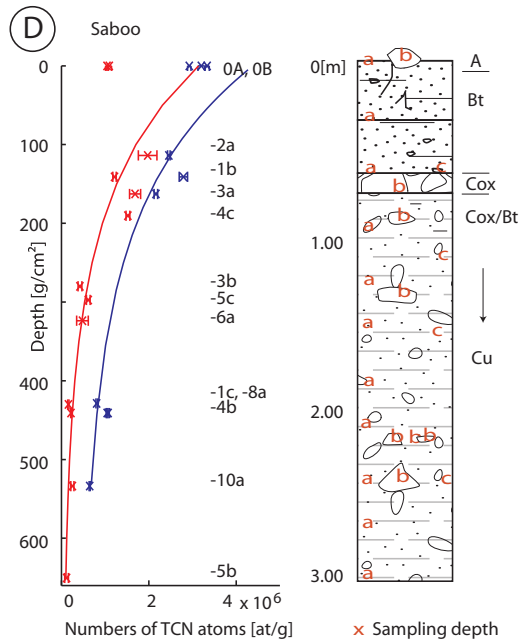 D
Saboo
0
100
200
400
500
600
Depth [g/cm²]
0A, 0B
-2a
-1b
-3a
-4c
-3b
-5c
-6a
-1c, -8a
-4b
-10a
-5b
0
2
4 × 10⁶
Numbers of TCN atoms [at/g]
0[m]
1.00
2.00
3.00
a b
a
a c
b
a b
c
a
b
a c
a
a
b b b
a b c
a
a
A
Bt
Cox
Cox/Bt
Cu
× Sampling depth